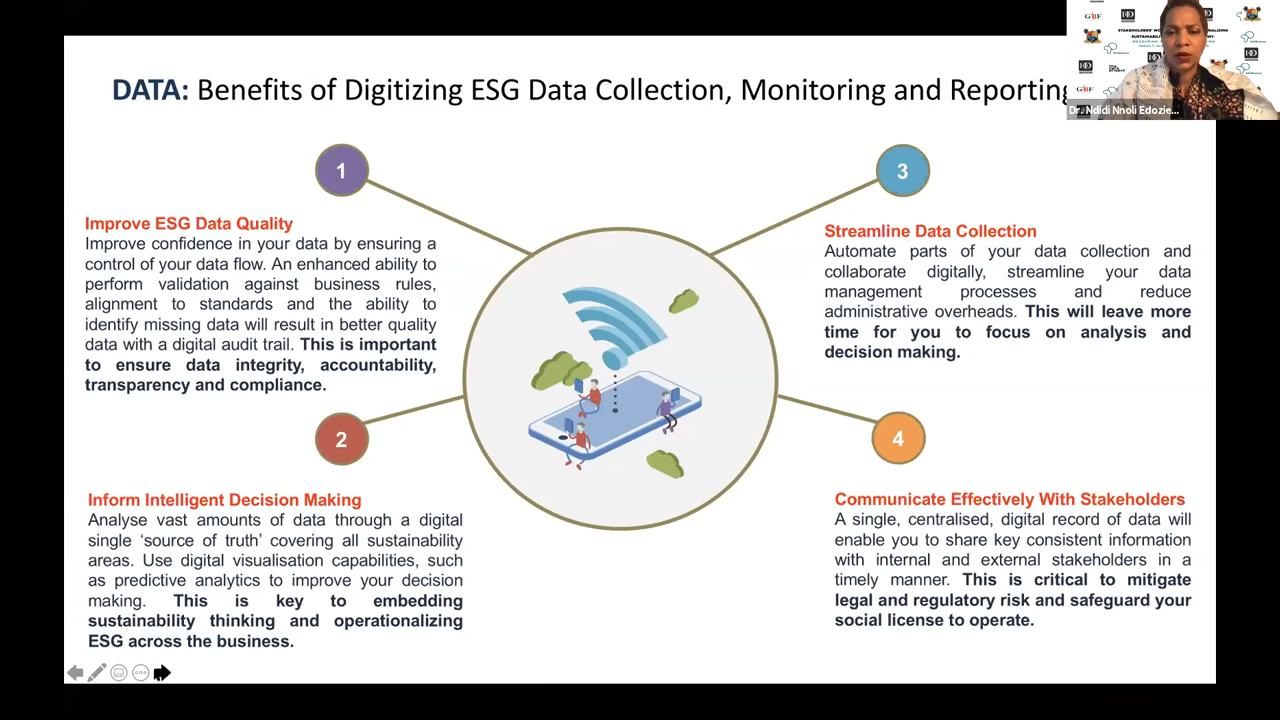 DATA: Benefits of Digitizing ESG Data Collection, Monitoring and Reporting
Dr. Ndidi Nnoli Edozie...
1
Improve ESG Data Quality
Improve confidence in your data by ensuring a
control of your data flow. An enhanced ability to
perform validation against business rules,
alignment to standards and the ability to
identify missing data will result in better quality
data with a digital audit trail. This is important
to ensure data integrity, accountability,
transparency and compliance.
2
Inform Intelligent Decision Making
Analyse vast amounts of data through a digital
single ‘source of truth’ covering all sustainability
areas. Use digital visualisation capabilities, such
as predictive analytics to improve your decision
making. This is key to embedding
sustainability thinking and operationalizing
ESG across the business.
3
Streamline Data Collection
Automate parts of your data collection and
collaborate digitally, streamline your data
management processes and reduce
administrative overheads. This will leave more
time for you to focus on analysis and
decision making.
4
Communicate Effectively With Stakeholders
A single, centralised, digital record of data will
enable you to share key consistent information
with internal and external stakeholders in a
timely manner. This is critical to mitigate
legal and regulatory risk and safeguard your
social license to operate.